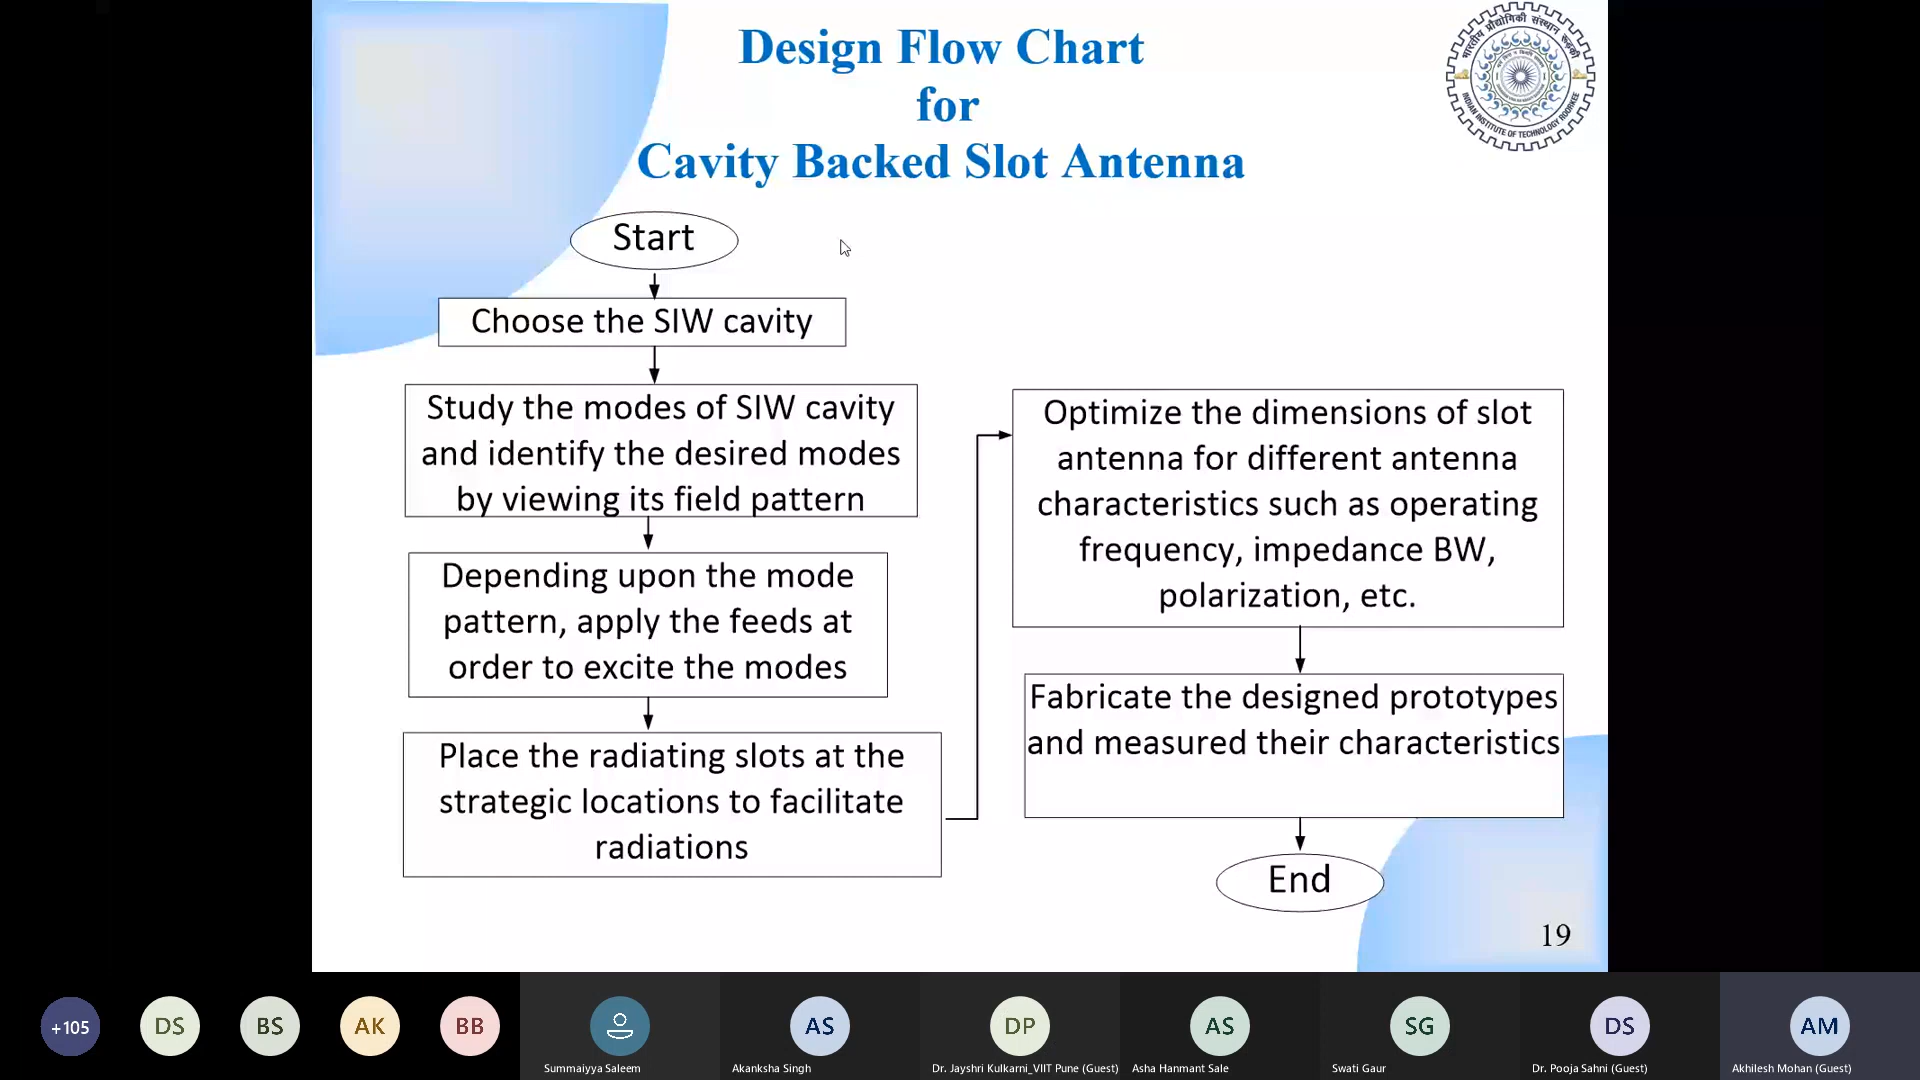 Design Flow Chart
for
Cavity Backed Slot Antenna
भारतीय प्रौद्योगिकी संस्थान रूड़की
INDIAN INSTITUTE OF TECHNOLOGY ROORKEE
Start
Choose the SIW cavity
Study the modes of SIW cavity
and identify the desired modes
by viewing its field pattern
Depending upon the mode
pattern, apply the feeds at
order to excite the modes
Place the radiating slots at the
strategic locations to facilitate
radiations
Optimize the dimensions of slot
antenna for different antenna
characteristics such as operating
frequency, impedance BW,
polarization, etc.
Fabricate the designed prototypes
and measured their characteristics
End
19
+105
DS
BS
AK
BB
Summaiyya Saleem
AS
Akanksha Singh
DP
Dr. Jayshri Kulkarni_VIIT Pune (Guest)
AS
Asha Hanmant Sale
SG
Swati Gaur
DS
Dr. Pooja Sahni (Guest)
AM
Akhilesh Mohan (Guest)